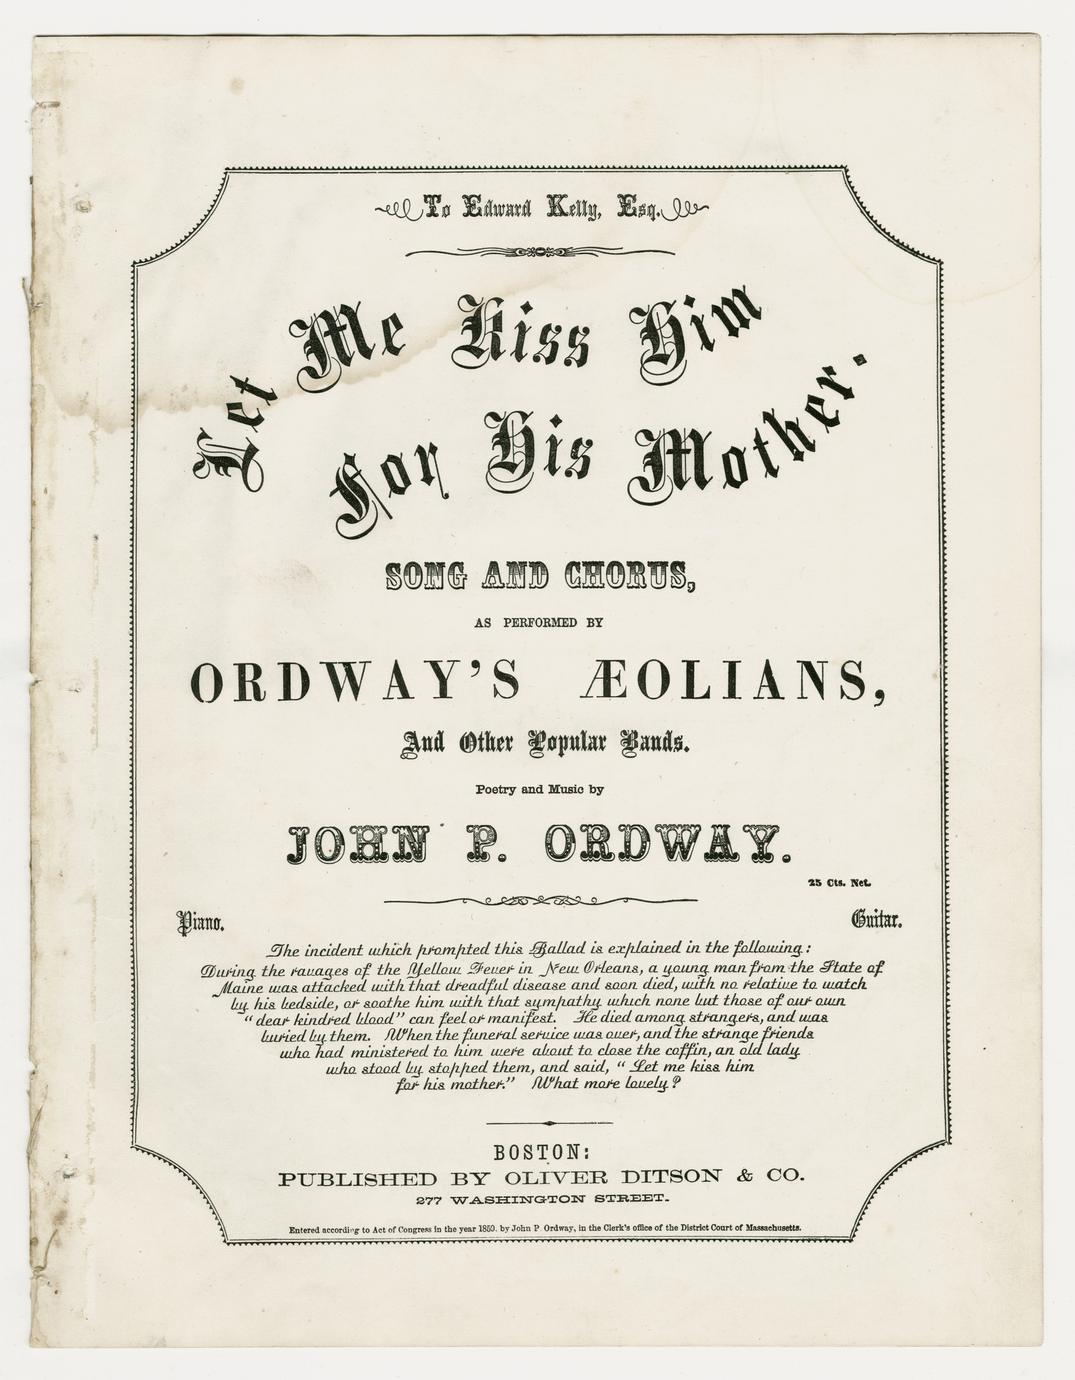 To Edward Kelly, Esq.
Let Me Kiss Him
For His Mother.
SONG AND CHORUS,
AS PERFORMED BY
ORDWAY'S ÆOLIANS,
And Other Popular Bands.
Poetry and Music by
JOHN P. ORDWAY.
25 Cts. Net.
Piano.
Guitar.
The incident which prompted this Ballad is explained in the following:
During the ravages of the Yellow Fever in New Orleans, a young man from the State of
Maine was attacked with that dreadful disease and soon died, with no relative to watch
by his bedside, or soothe him with that sympathy which none but those of our own
"dear kindred blood" can feel or manifest. He died among strangers, and was
buried by them. When the funeral service was over, and the strange friends
who had ministered to him were about to close the coffin, an old lady
who stood by stopped them, and said, "Let me kiss him
for his mother." What more lovely?
BOSTON:
PUBLISHED BY OLIVER DITSON & CO.
277 WASHINGTON STREET.
Entered according to Act of Congress in the year 1859. by John P. Ordway, in the Clerk's office of the District Court of Massachusetts.